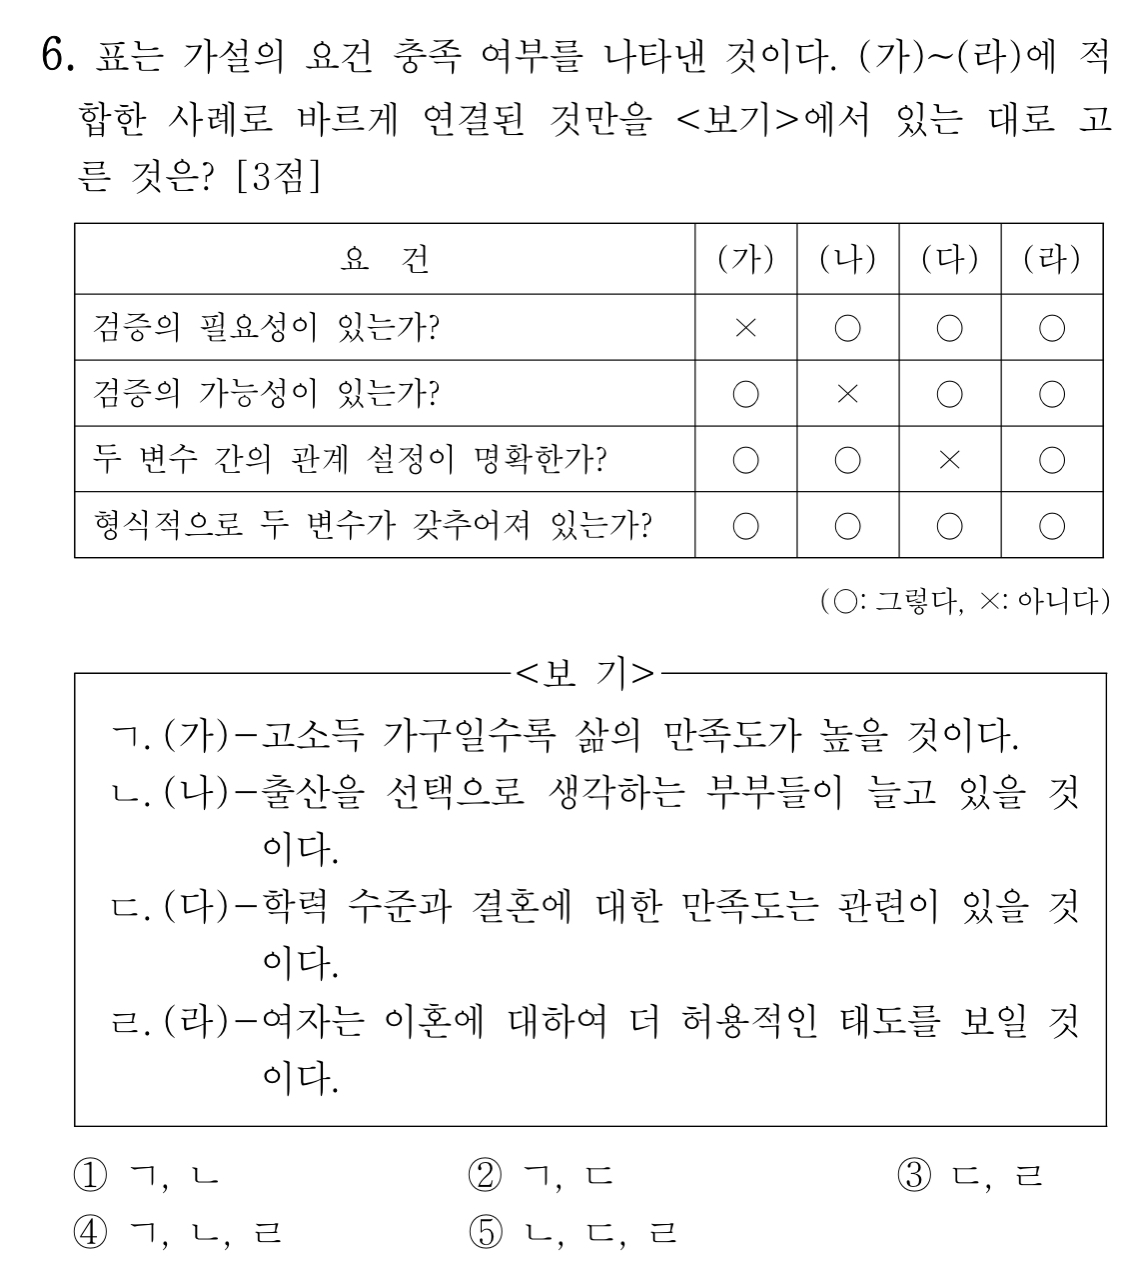 6. 표는 가설의 요건 충족 여부를 나타낸 것이다. (가)~(라)에 적
합한 사례로 바르게 연결된 것만을 <보기>에서 있는 대로 고
른 것은? [3점]
요 건 (가) (나) (다) (라)
검증의 필요성이 있는가? × ○ ○ ○
검증의 가능성이 있는가? ○ × ○ ○
두 변수 간의 관계 설정이 명확한가? ○ ○ × ○
형식적으로 두 변수가 갖추어져 있는가? ○ ○ ○ ○
(○: 그렇다, ×: 아니다)
<보 기>
ㄱ. (가)-고소득 가구일수록 삶의 만족도가 높을 것이다.
ㄴ. (나)-출산을 선택으로 생각하는 부부들이 늘고 있을 것
이다.
ㄷ. (다)-학력 수준과 결혼에 대한 만족도는 관련이 있을 것
이다.
ㄹ. (라)-여자는 이혼에 대하여 더 허용적인 태도를 보일 것
이다.
① ㄱ, ㄴ ② ㄱ, ㄷ ③ ㄷ, ㄹ
④ ㄱ, ㄴ, ㄹ ⑤ ㄴ, ㄷ, ㄹ